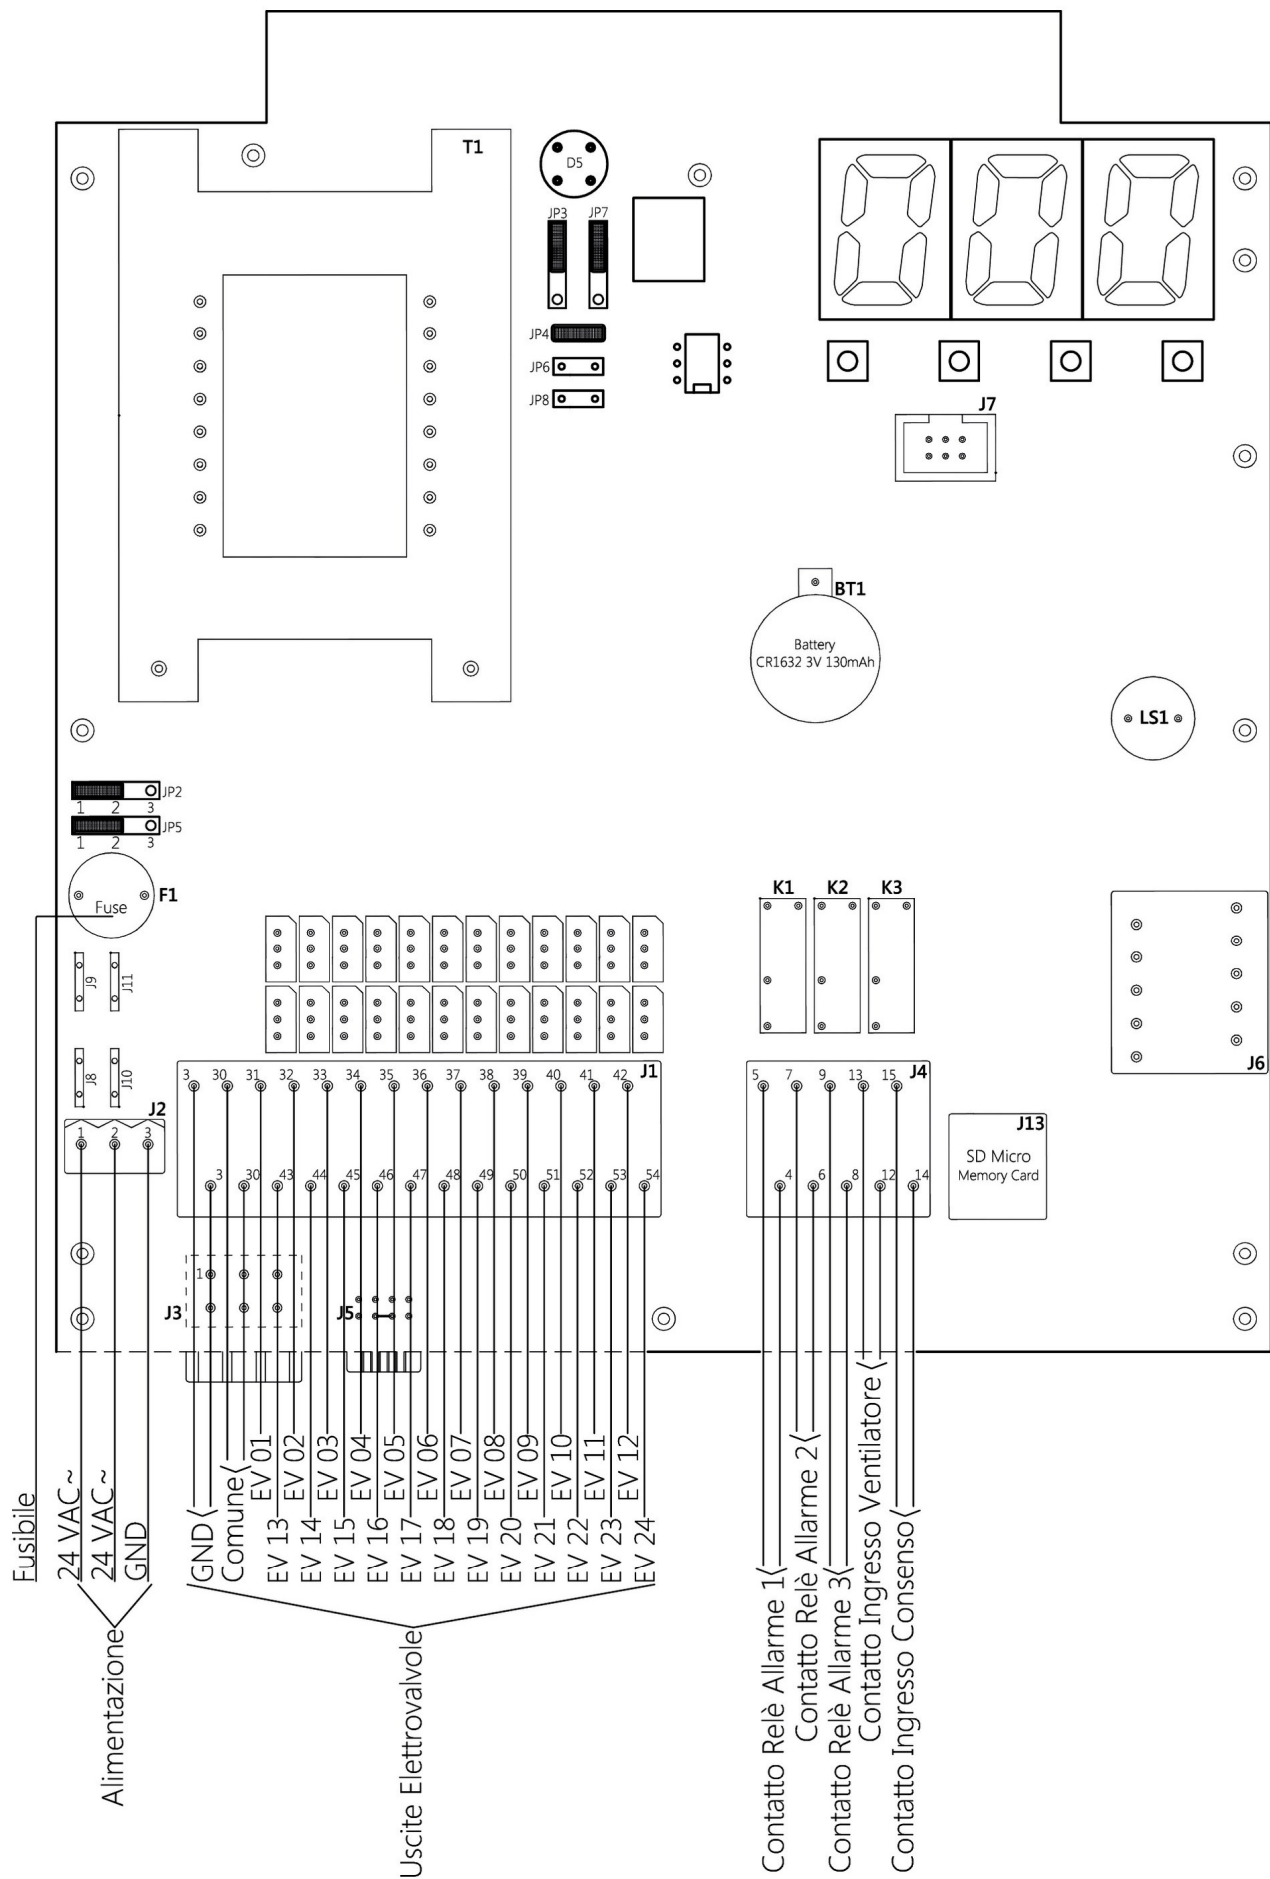 T1
D5
JP3 JP7
JP4
JP6
JP8
J7
BT1
Battery
CR1632 3V 130mAh
LS1
JP2
1 2 3
JP5
1 2 3
F1
Fuse
K1 K2 K3
J9 J11
J8 J10
J6
J2
1 2 3
J1
3 30 31 32 33 34 35 36 37 38 39 40 41 42
3 30 43 44 45 46 47 48 49 50 51 52 53 54
J4
5 7 9 13 15
4 6 8 12 14
J13
SD Micro
Memory Card
1
J3
J5
Fusibile
24 VAC~
24 VAC~
GND
Alimentazione
GND
Comune
EV 01
EV 02
EV 03
EV 04
EV 05
EV 06
EV 07
EV 08
EV 09
EV 10
EV 11
EV 12
EV 13
EV 14
EV 15
EV 16
EV 17
EV 18
EV 19
EV 20
EV 21
EV 22
EV 23
EV 24
Uscite Elettrovalvole
Contatto Relè Allarme 1
Contatto Relè Allarme 2
Contatto Relè Allarme 3
Contatto Ingresso Ventilatore
Contatto Ingresso Consenso